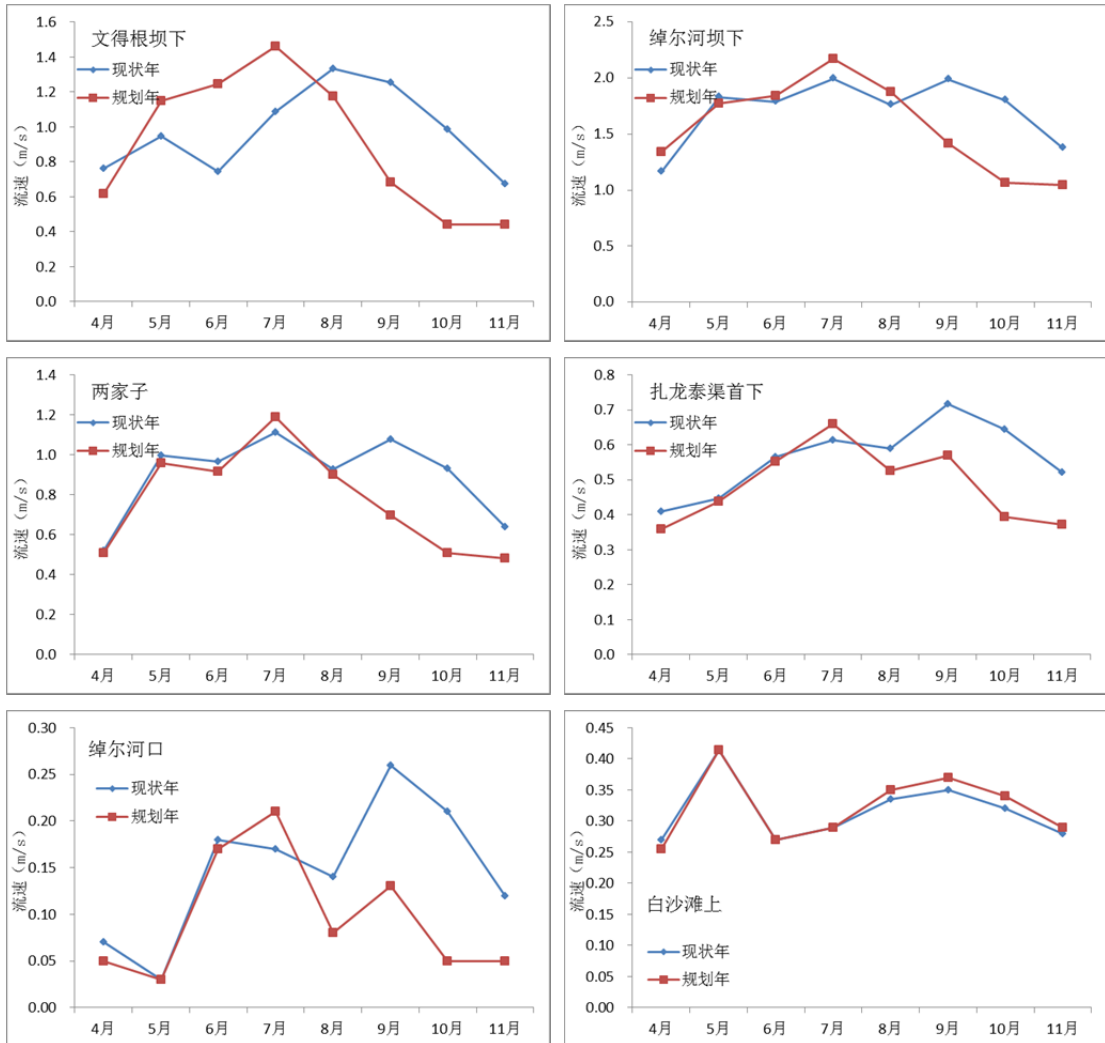 文得根坝下
现状年
规划年
流速（m/s）
1.6
1.4
1.2
1.0
0.8
0.6
0.4
0.2
0.0
4月 5月 6月 7月 8月 9月 10月 11月
绰尔河坝下
现状年
规划年
流速（m/s）
2.5
2.0
1.5
1.0
0.5
0.0
4月 5月 6月 7月 8月 9月 10月 11月
两家子
现状年
规划年
流速（m/s）
1.4
1.2
1.0
0.8
0.6
0.4
0.2
0.0
4月 5月 6月 7月 8月 9月 10月 11月
扎龙泰渠首下
现状年
规划年
流速（m/s）
0.8
0.7
0.6
0.5
0.4
0.3
0.2
0.1
0.0
4月 5月 6月 7月 8月 9月 10月 11月
绰尔河口
现状年
规划年
流速（m/s）
0.30
0.25
0.20
0.15
0.10
0.05
0.00
4月 5月 6月 7月 8月 9月 10月 11月
流速（m/s）
0.45
0.40
0.35
0.30
0.25
0.20
0.15
0.10
0.05
0.00
白沙滩上
现状年
规划年
4月 5月 6月 7月 8月 9月 10月 11月